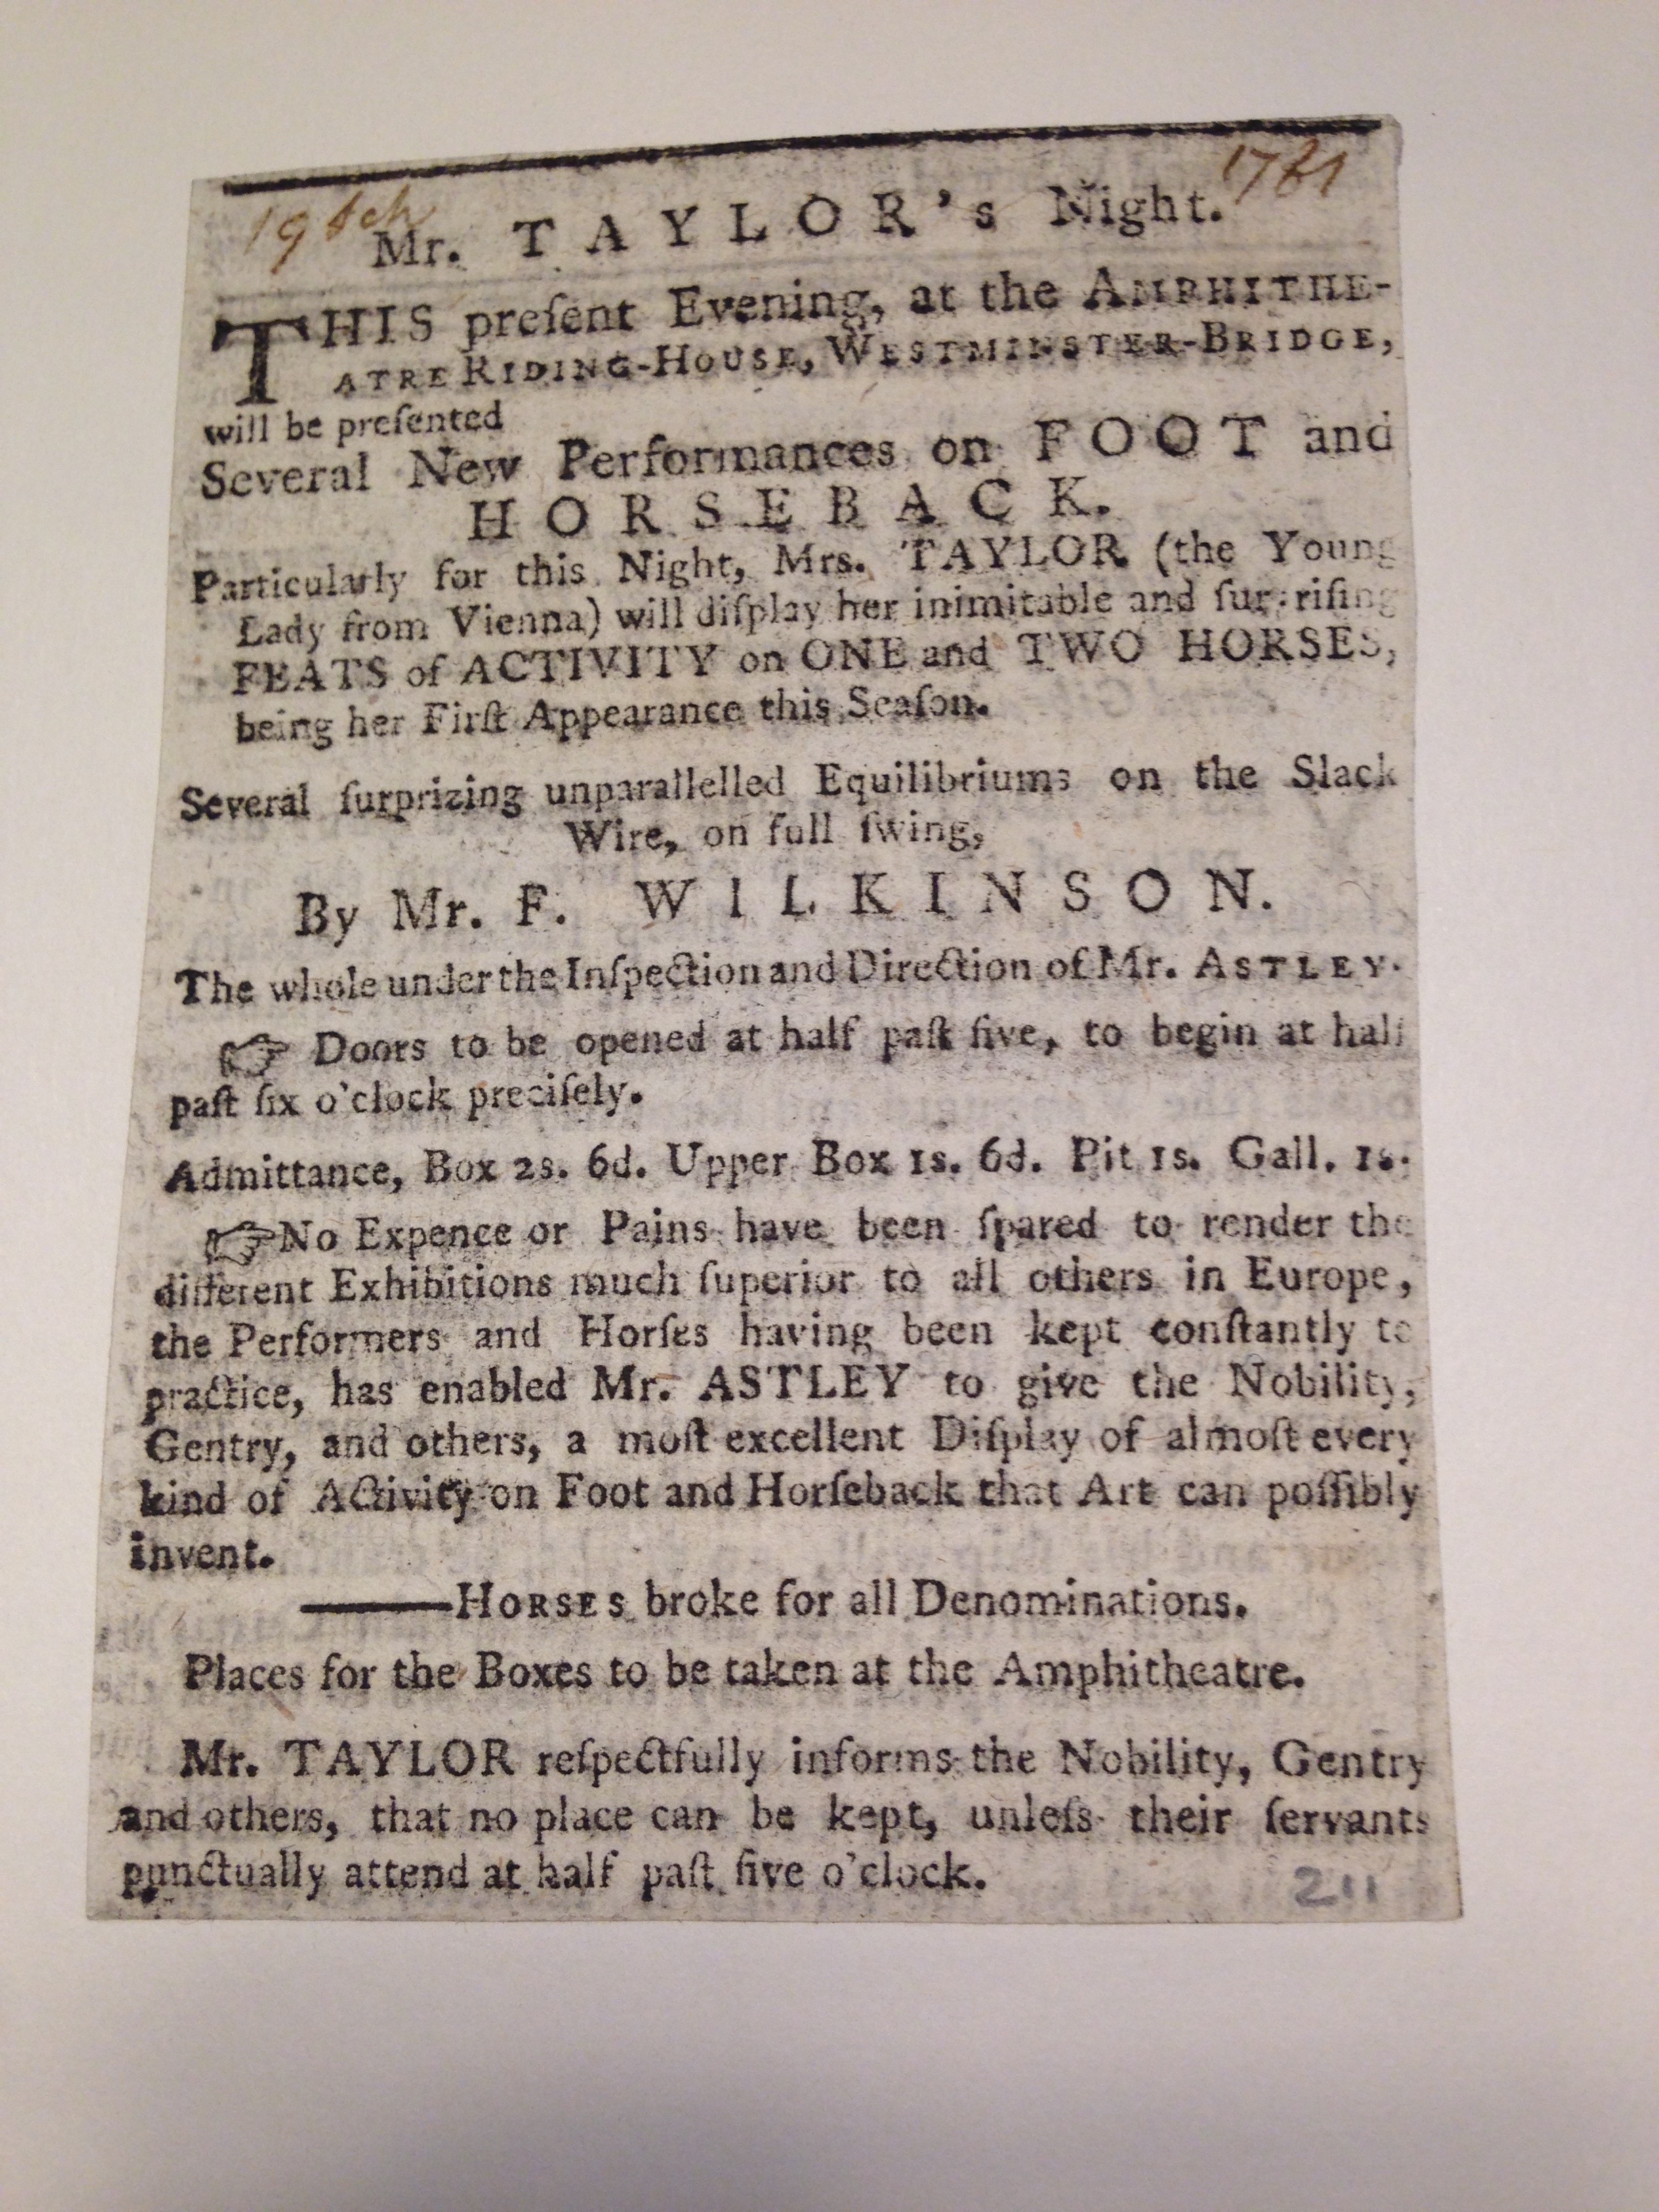 Mr. TAYLOR's Night.
THIS preſent Evening, at the AMPHITHE-
ATRE RIDING-HOUSE, WESTMINSTER-BRIDGE,
will be preſented
Several New Performances on FOOT and
HORSEBACK.
Particularly for this Night, Mrs. TAYLOR (the Young
Lady from Vienna) will diſplay her inimitable and ſurpriſing
FEATS of ACTIVITY on ONE and TWO HORSES,
being her Firſt Appearance this Seaſon.
Several ſurprizing unparallelled Equilibriums on the Slack
Wire, on full ſwing,
By Mr. F. WILKINSON.
The whole under the Inſpection and Direction of Mr. ASTLEY.
☞ Doors to be opened at half paſt five, to begin at half
paſt ſix o'clock preciſely.
Admittance, Box 2s. 6d. Upper Box 1s. 6d. Pit 1s. Gall. 1s.
☞ No Expence or Pains have been ſpared to render the
different Exhibitions much ſuperior to all others in Europe,
the Performers and Horſes having been kept conſtantly to
practice, has enabled Mr. ASTLEY to give the Nobility,
Gentry, and others, a moſt excellent Diſplay of almoſt every
kind of Activity on Foot and Horſeback that Art can poſſibly
invent.
——HORSES broke for all Denominations.
Places for the Boxes to be taken at the Amphitheatre.
Mr. TAYLOR reſpectfully informs the Nobility, Gentry
and others, that no place can be kept, unleſs their ſervants
punctually attend at half paſt five o'clock.
211